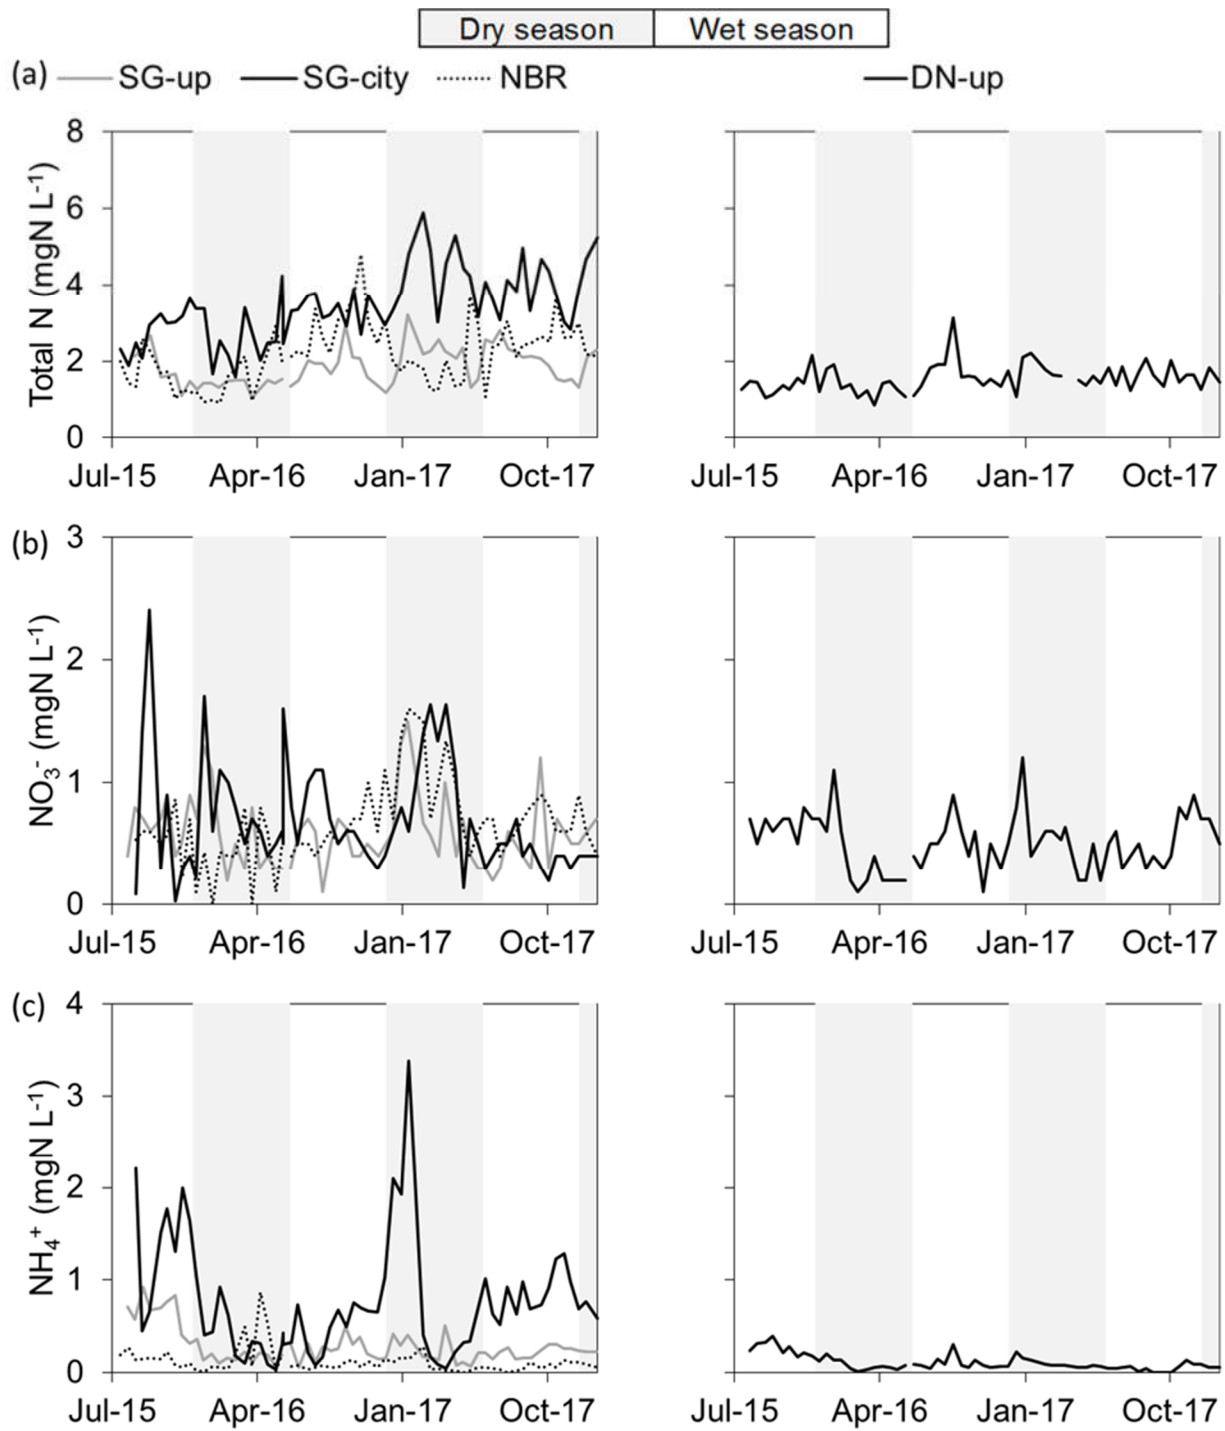 Dry season Wet season
(a) SG-up SG-city NBR DN-up
Total N (mgN L⁻¹)
8
6
4
2
0
Jul-15 Apr-16 Jan-17 Oct-17
Jul-15 Apr-16 Jan-17 Oct-17
(b)
NO₃⁻ (mgN L⁻¹)
3
2
1
0
Jul-15 Apr-16 Jan-17 Oct-17
Jul-15 Apr-16 Jan-17 Oct-17
(c)
NH₄⁺ (mgN L⁻¹)
4
3
2
1
0
Jul-15 Apr-16 Jan-17 Oct-17
Jul-15 Apr-16 Jan-17 Oct-17